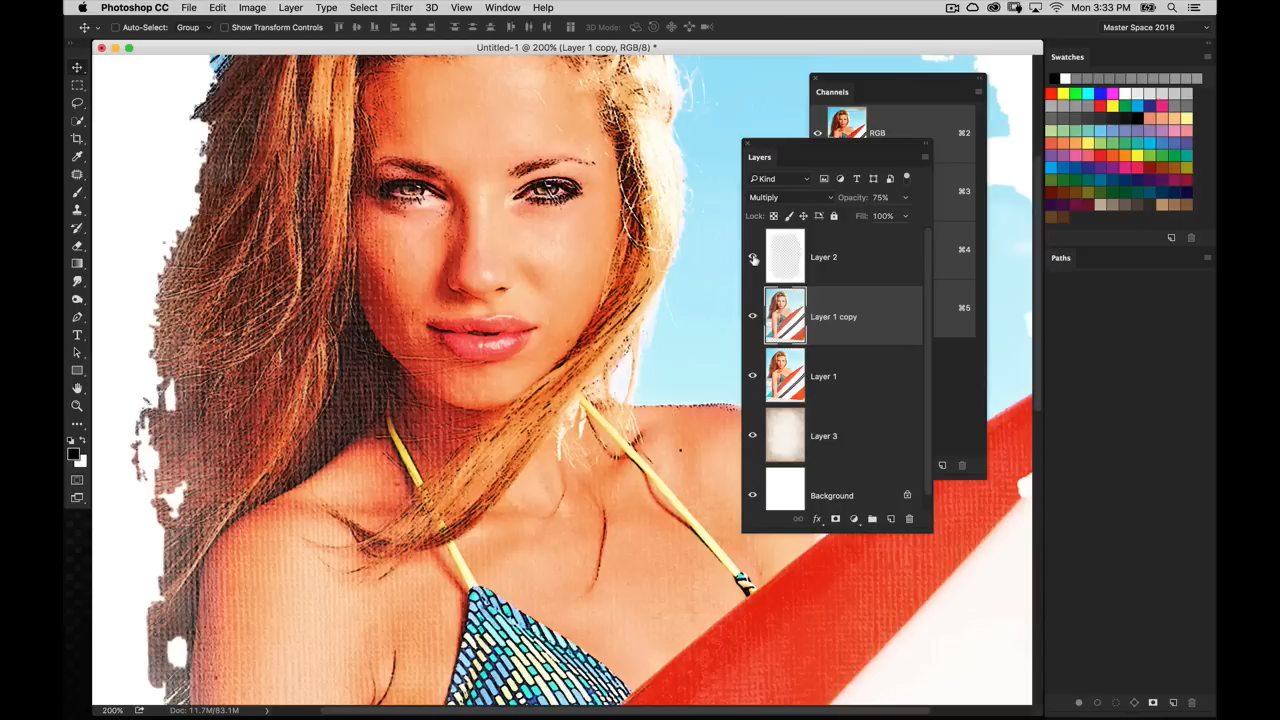 Photoshop CC File Edit Image Layer Type Select Filter 3D View Window Help Mon 3:33 PM
Auto-Select: Group Show Transform Controls 3D Mode: Master Space 2016
Untitled-1 @ 200% (Layer 1 copy, RGB/8) *
Swatches
Channels
RGB ⌘2
⌘3
⌘4
⌘5
Layers
Kind
Multiply Opacity: 75%
Lock: Fill: 100%
Layer 2
Layer 1 copy
Layer 1
Layer 3
Background
fx
Paths
200% Doc: 11.7M/83.1M